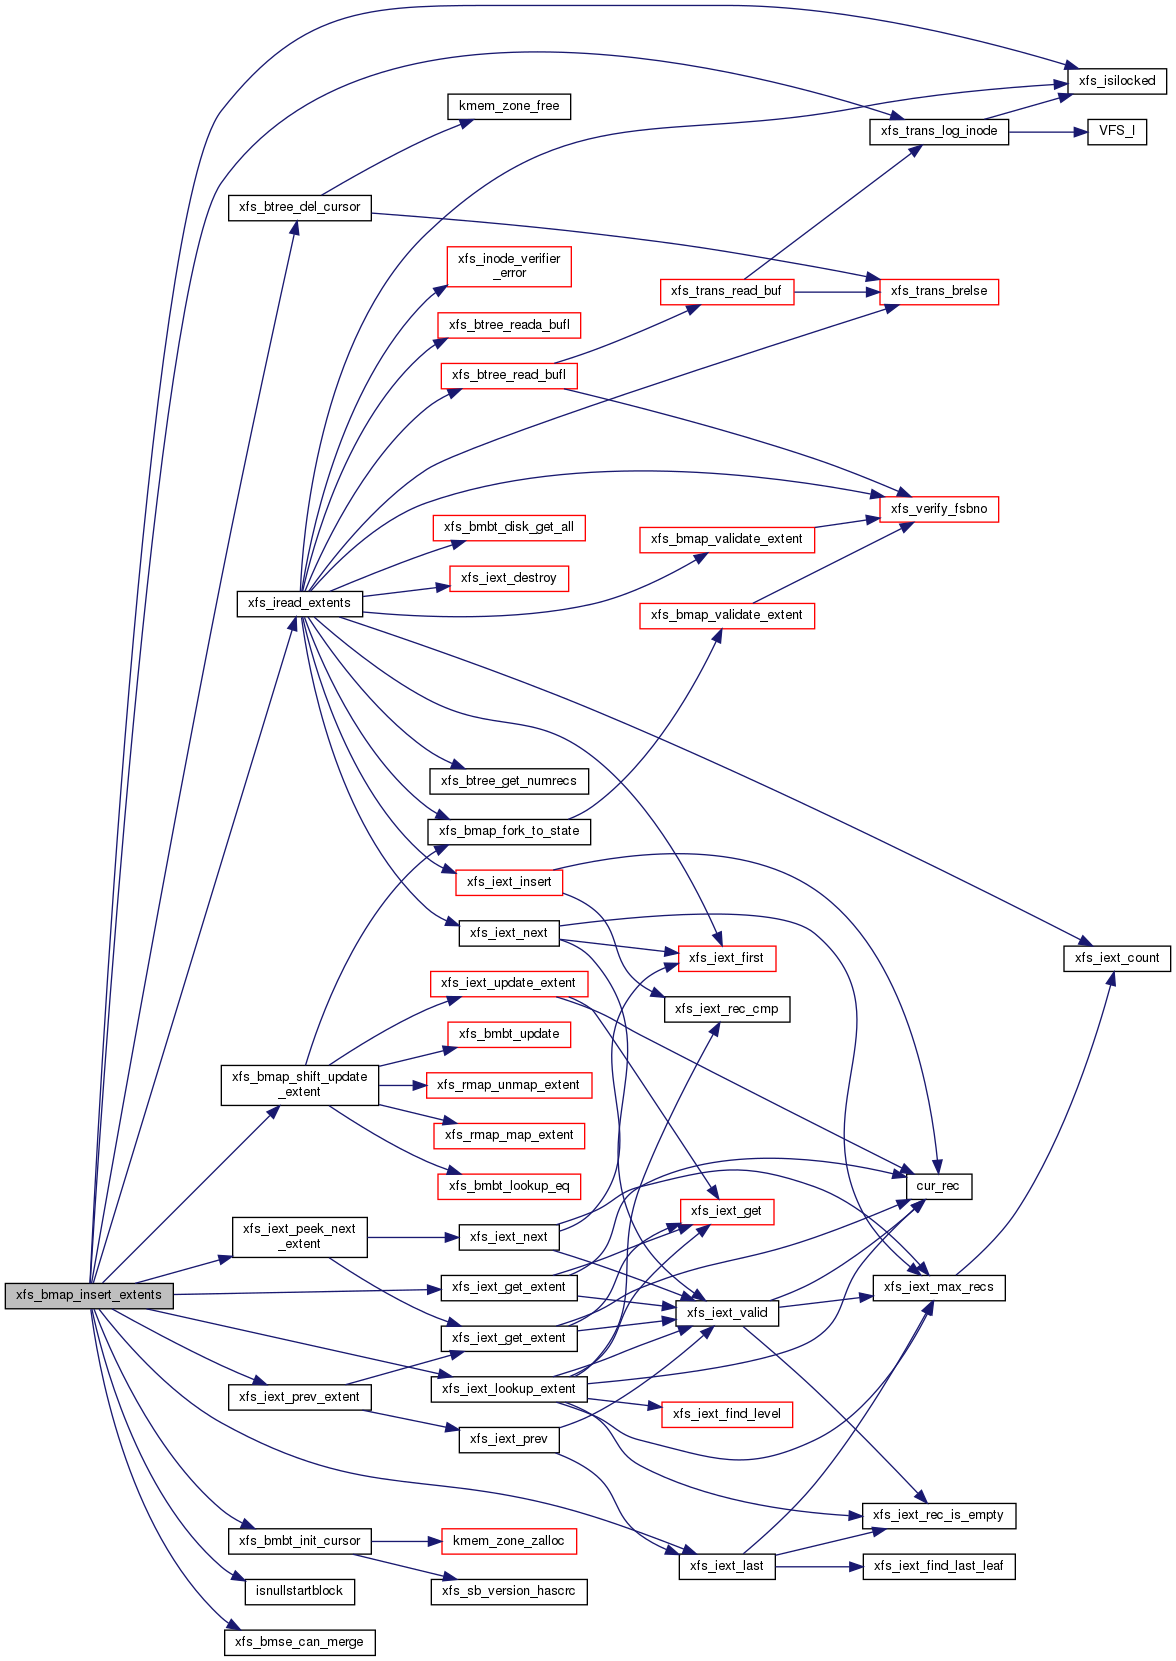 xfs_isilocked
kmem_zone_free
xfs_trans_log_inode
VFS_I
xfs_btree_del_cursor
xfs_inode_verifier
_error
xfs_trans_read_buf
xfs_trans_brelse
xfs_btree_reada_bufl
xfs_btree_read_bufl
xfs_verify_fsbno
xfs_bmbt_disk_get_all
xfs_bmap_validate_extent
xfs_iext_destroy
xfs_iread_extents
xfs_bmap_validate_extent
xfs_btree_get_numrecs
xfs_bmap_fork_to_state
xfs_iext_insert
xfs_iext_next
xfs_iext_first
xfs_iext_count
xfs_iext_update_extent
xfs_iext_rec_cmp
xfs_bmbt_update
xfs_bmap_shift_update
_extent
xfs_rmap_unmap_extent
xfs_rmap_map_extent
xfs_bmbt_lookup_eq
cur_rec
xfs_iext_get
xfs_iext_peek_next
_extent
xfs_iext_next
xfs_bmap_insert_extents
xfs_iext_get_extent
xfs_iext_max_recs
xfs_iext_valid
xfs_iext_get_extent
xfs_iext_lookup_extent
xfs_iext_prev_extent
xfs_iext_find_level
xfs_iext_prev
xfs_iext_rec_is_empty
xfs_bmbt_init_cursor
kmem_zone_zalloc
xfs_iext_last
xfs_iext_find_last_leaf
isnullstartblock
xfs_sb_version_hascrc
xfs_bmse_can_merge